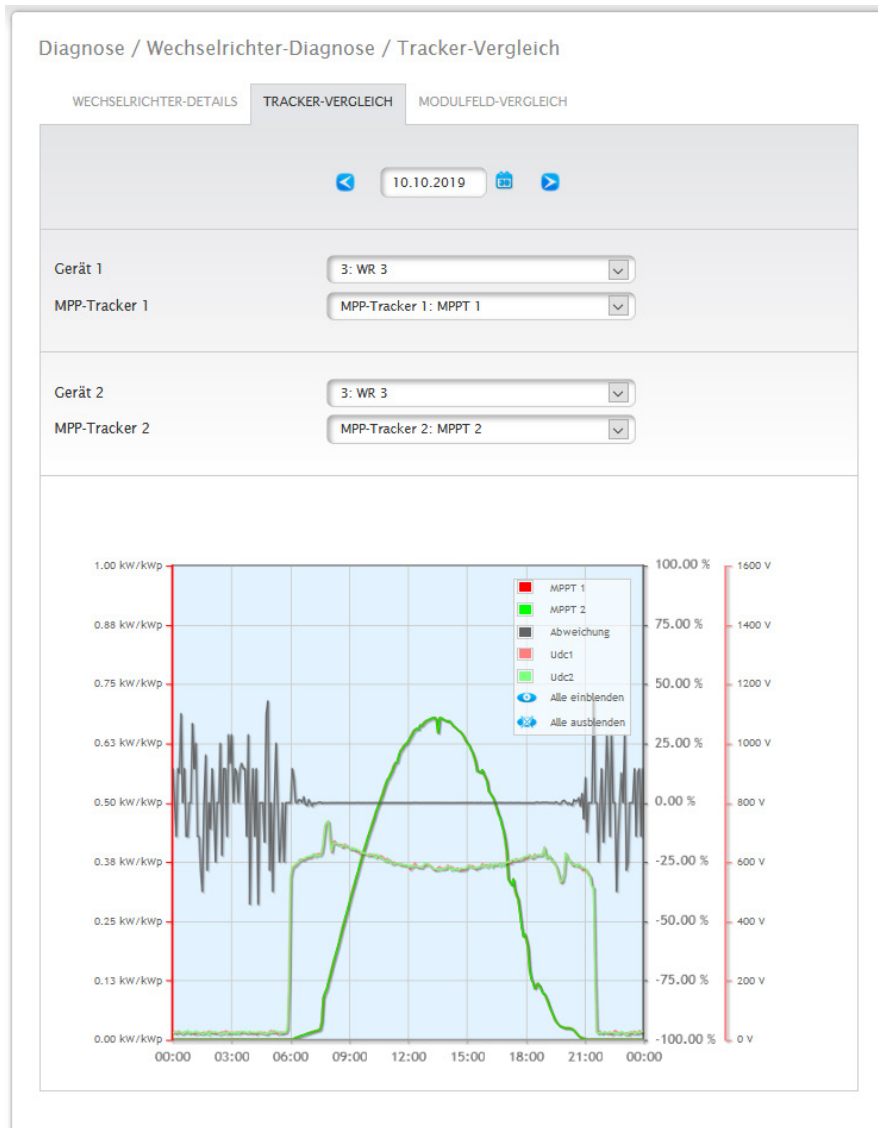 Diagnose / Wechselrichter-Diagnose / Tracker-Vergleich
WECHSELRICHTER-DETAILS TRACKER-VERGLEICH MODULFELD-VERGLEICH
10.10.2019 30
Gerät 1 3: WR 3
MPP-Tracker 1 MPP-Tracker 1: MPPT 1
Gerät 2 3: WR 3
MPP-Tracker 2 MPP-Tracker 2: MPPT 2
1.00 kW/kWp 100.00 % 1600 V
MPPT 1
MPPT 2
0.88 kW/kWp Abweichung 75.00 % 1400 V
Udc1
Udc2
0.75 kW/kWp 50.00 % 1200 V
Alle einblenden
Alle ausblenden
0.63 kW/kWp 25.00 % 1000 V
0.50 kW/kWp 0.00 % 800 V
0.38 kW/kWp -25.00 % 600 V
0.25 kW/kWp -50.00 % 400 V
0.13 kW/kWp -75.00 % 200 V
0.00 kW/kWp -100.00 % 0 V
00:00 03:00 06:00 09:00 12:00 15:00 18:00 21:00 00:00